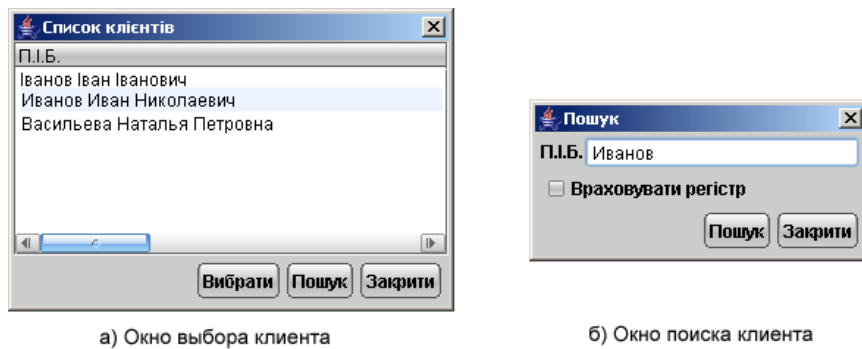 Список клієнтів
П.І.Б.
Іванов Іван Іванович
Иванов Иван Николаевич
Васильева Наталья Петровна
Вибрати Пошук Закрити
а) Окно выбора клиента
Пошук
П.І.Б. Иванов
Враховувати регістр
Пошук Закрити
б) Окно поиска клиента